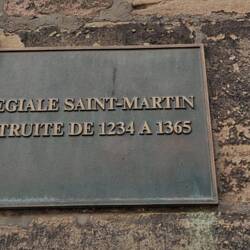 EGIALE SAINT-MARTIN
TRUITE DE 1234 A 1365